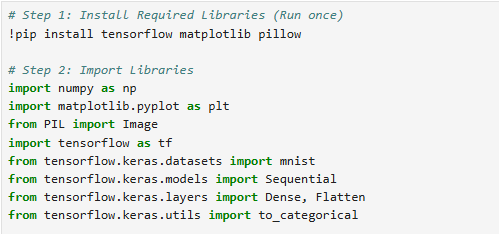 # Step 1: Install Required Libraries (Run once)
!pip install tensorflow matplotlib pillow
# Step 2: Import Libraries
import numpy as np
import matplotlib.pyplot as plt
from PIL import Image
import tensorflow as tf
from tensorflow.keras.datasets import mnist
from tensorflow.keras.models import Sequential
from tensorflow.keras.layers import Dense, Flatten
from tensorflow.keras.utils import to_categorical